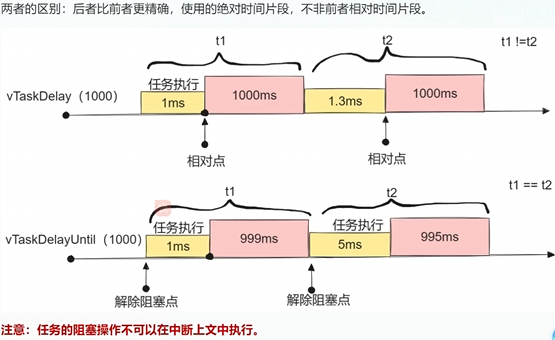 两者的区别：后者比前者更精确，使用的绝对时间片段，不非前者相对时间片段。
t1
t2
t1 !=t2
vTaskDelay（1000）
任务执行
1ms
1000ms
1.3ms
1000ms
相对点
相对点
t1
t2
t1 == t2
vTaskDelayUntil（1000）
任务执行
1ms
999ms
任务执行
5ms
995ms
解除阻塞点
解除阻塞点
注意：任务的阻塞操作不可以在中断上文中执行。